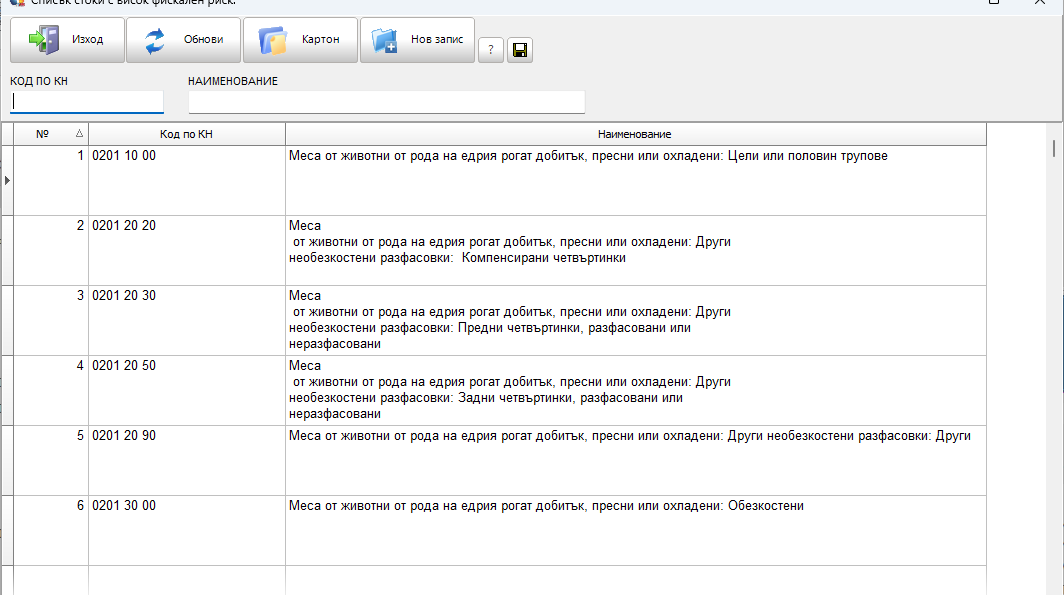 Списък стоки с висок фискален риск.
Изход Обнови Картон Нов запис ?
КОД ПО КН НАИМЕНОВАНИЕ
№ Код по КН Наименование
1 0201 10 00 Меса от животни от рода на едрия рогат добитък, пресни или охладени: Цели или половин трупове
2 0201 20 20 Меса
от животни от рода на едрия рогат добитък, пресни или охладени: Други
необезкостени разфасовки: Компенсирани четвъртинки
3 0201 20 30 Меса
от животни от рода на едрия рогат добитък, пресни или охладени: Други
необезкостени разфасовки: Предни четвъртинки, разфасовани или
неразфасовани
4 0201 20 50 Меса
от животни от рода на едрия рогат добитък, пресни или охладени: Други
необезкостени разфасовки: Задни четвъртинки, разфасовани или
неразфасовани
5 0201 20 90 Меса от животни от рода на едрия рогат добитък, пресни или охладени: Други необезкостени разфасовки: Други
6 0201 30 00 Меса от животни от рода на едрия рогат добитък, пресни или охладени: Обезкостени